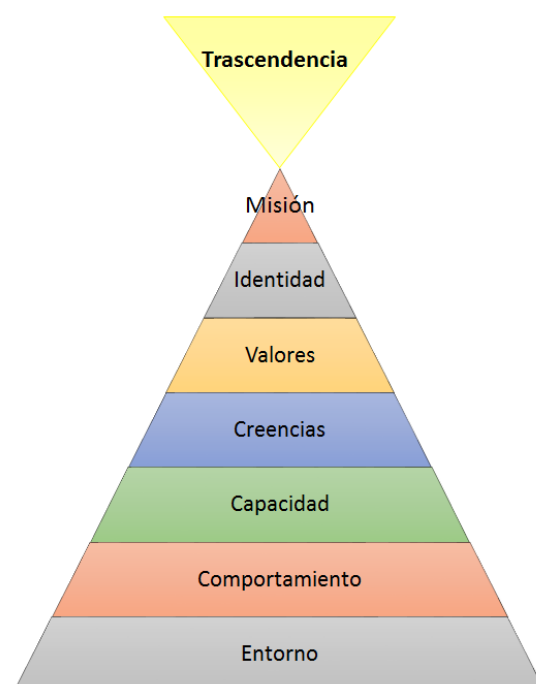 Trascendencia
Misión
Identidad
Valores
Creencias
Capacidad
Comportamiento
Entorno